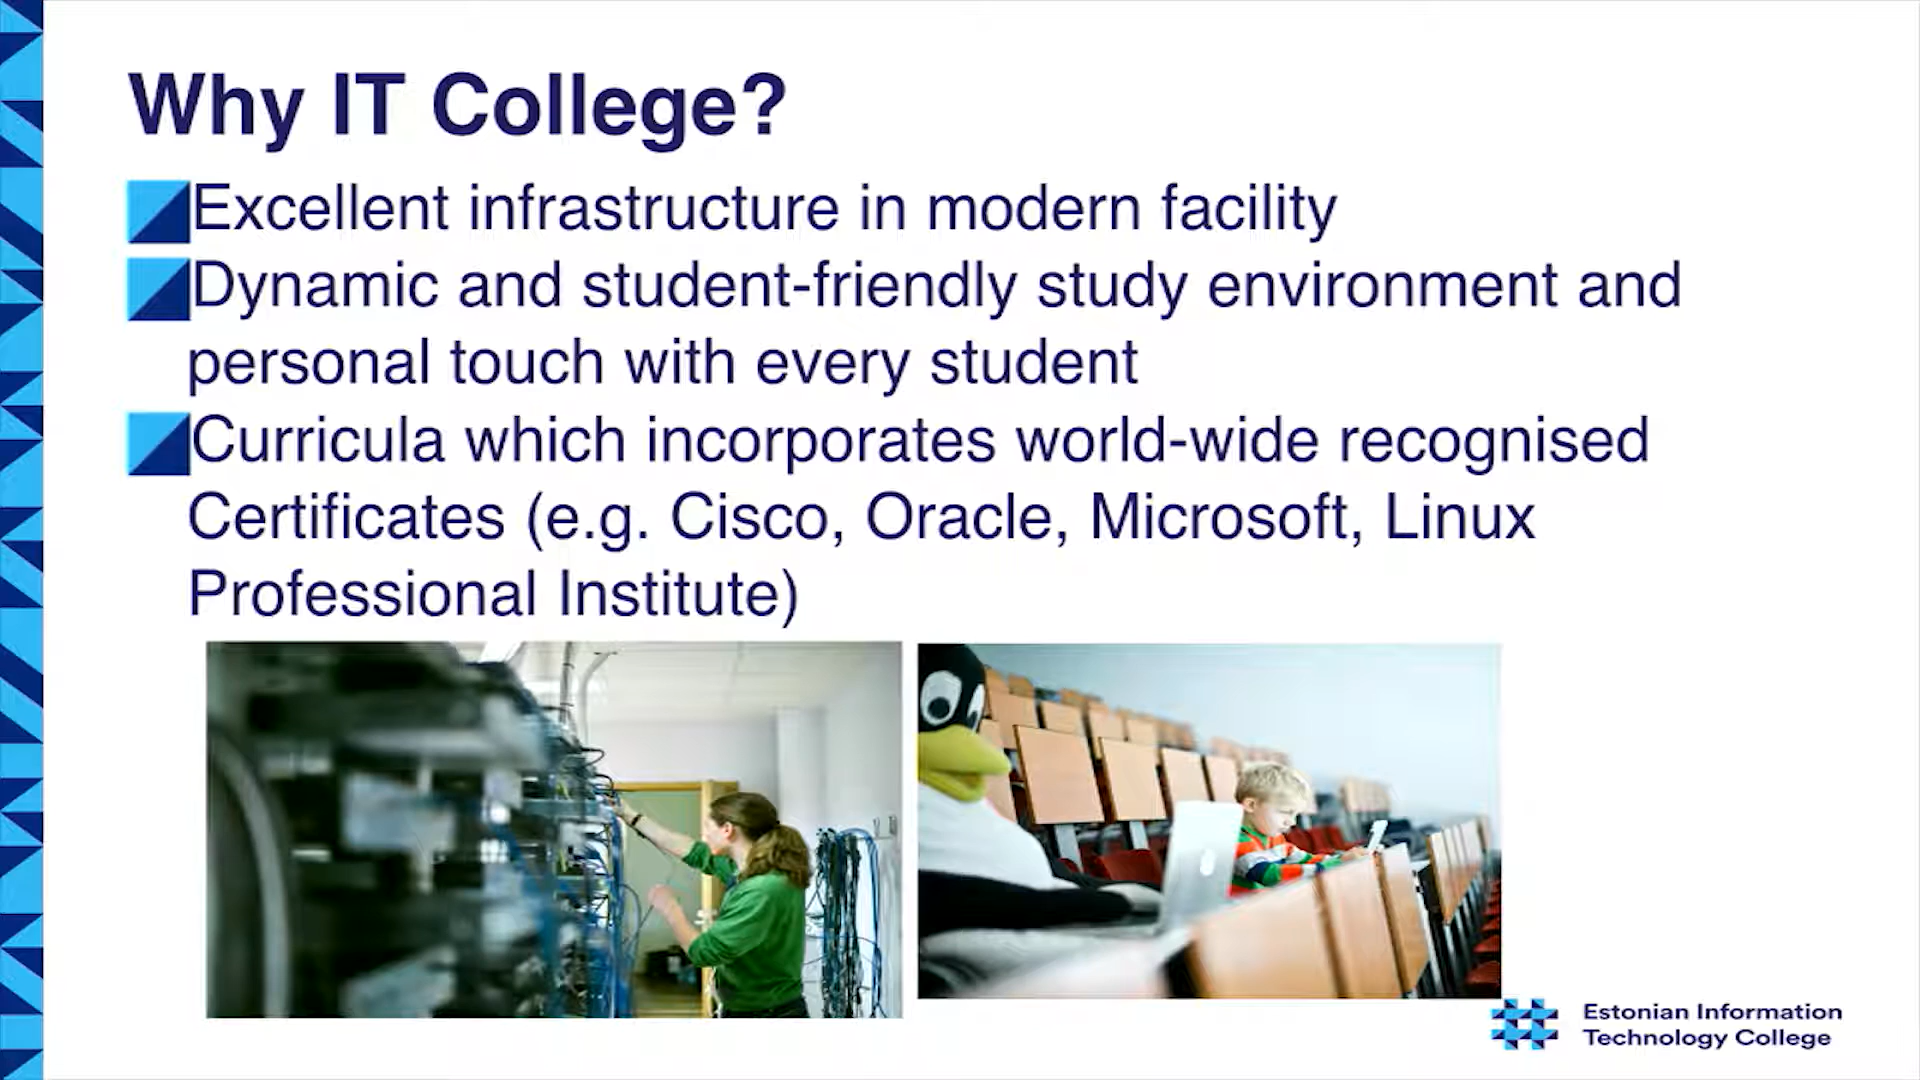 Why IT College?
Excellent infrastructure in modern facility
Dynamic and student-friendly study environment and
personal touch with every student
Curricula which incorporates world-wide recognised
Certificates (e.g. Cisco, Oracle, Microsoft, Linux
Professional Institute)
Estonian Information
Technology College